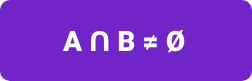 A ∩ B ≠ Ø